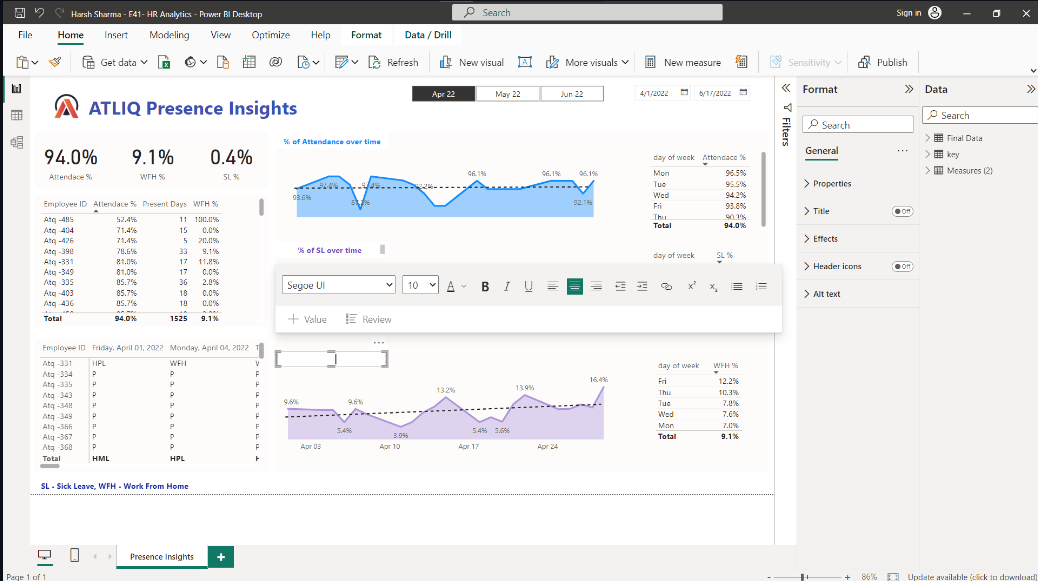 Harsh Sharma - E41- HR Analytics - Power BI Desktop
Search
Sign in
File Home Insert Modeling View Optimize Help Format Data / Drill
Get data Refresh New visual More visuals New measure Sensitivity Publish
ATLIQ Presence Insights
Apr 22 May 22 Jun 22
4/1/2022 6/17/2022
94.0% 9.1% 0.4%
Attendace % WFH % SL %
Employee ID Attendace % Present Days WFH %
Atq -485 52.4% 11 100.0%
Atq -404 71.4% 15 0.0%
Atq -426 71.4% 5 20.0%
Atq -398 78.6% 33 9.1%
Atq -331 81.0% 17 11.8%
Atq -349 81.0% 17 0.0%
Atq -335 85.7% 36 2.8%
Atq -403 85.7% 18 0.0%
Atq -436 85.7% 18 0.0%
Total 94.0% 1525 9.1%
Employee ID Friday, April 01, 2022 Monday, April 04, 2022
Atq -331 HPL WFH
Atq -334 P P
Atq -335 P P
Atq -343 P P
Atq -348 P P
Atq -349 P P
Atq -366 P P
Atq -367 P P
Atq -368 P P
Total HML HPL
SL - Sick Leave, WFH - Work From Home
% of Attendance over time
96.1% 96.1% 96.1%
93.6% 92.1%
day of week Attendace %
Mon 96.5%
Tue 95.5%
Wed 94.2%
Fri 93.8%
Thu 90.3%
Total 94.0%
% of SL over time
day of week SL %
Segoe UI 10 A B I U
Value Review
9.6% 5.4% 9.6% 3.9% 13.2% 5.4% 5.6% 13.9% 16.4%
Apr 03 Apr 10 Apr 17 Apr 24
day of week WFH %
Fri 12.2%
Thu 10.3%
Tue 7.8%
Wed 7.6%
Mon 7.0%
Total 9.1%
Filters
Format
Search
General
Properties
Title Off
Effects
Header icons Off
Alt text
Data
Search
Final Data
key
Measures (2)
Presence Insights
Page 1 of 1
86%
Update available (click to download)